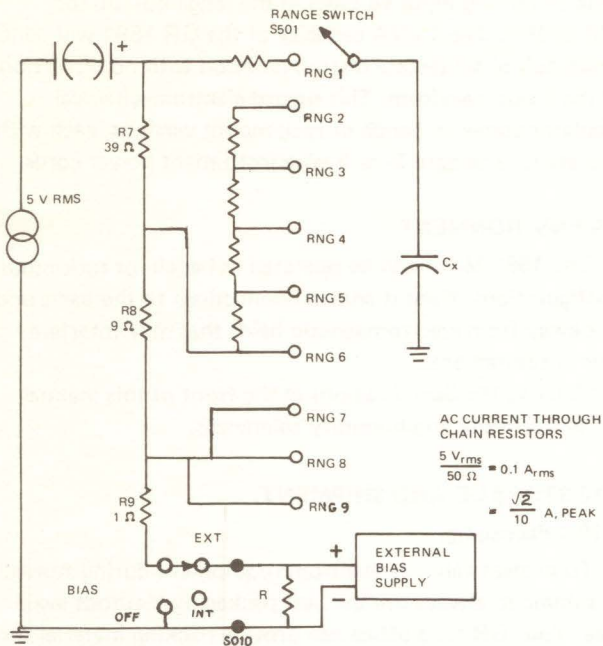 RANGE SWITCH
S501
+
RNG 1
RNG 2
R7
39 Ω
RNG 3
5 V RMS
RNG 4
Cx
RNG 5
R8
9 Ω
RNG 6
RNG 7
AC CURRENT THROUGH
CHAIN RESISTORS
RNG 8
5 Vrms
50 Ω
= 0.1 Arms
R9
1 Ω
RNG 9
= √2
10
A, PEAK
EXT
+
EXTERNAL
BIAS
SUPPLY
BIAS
R
OFF
INT
−
SO10